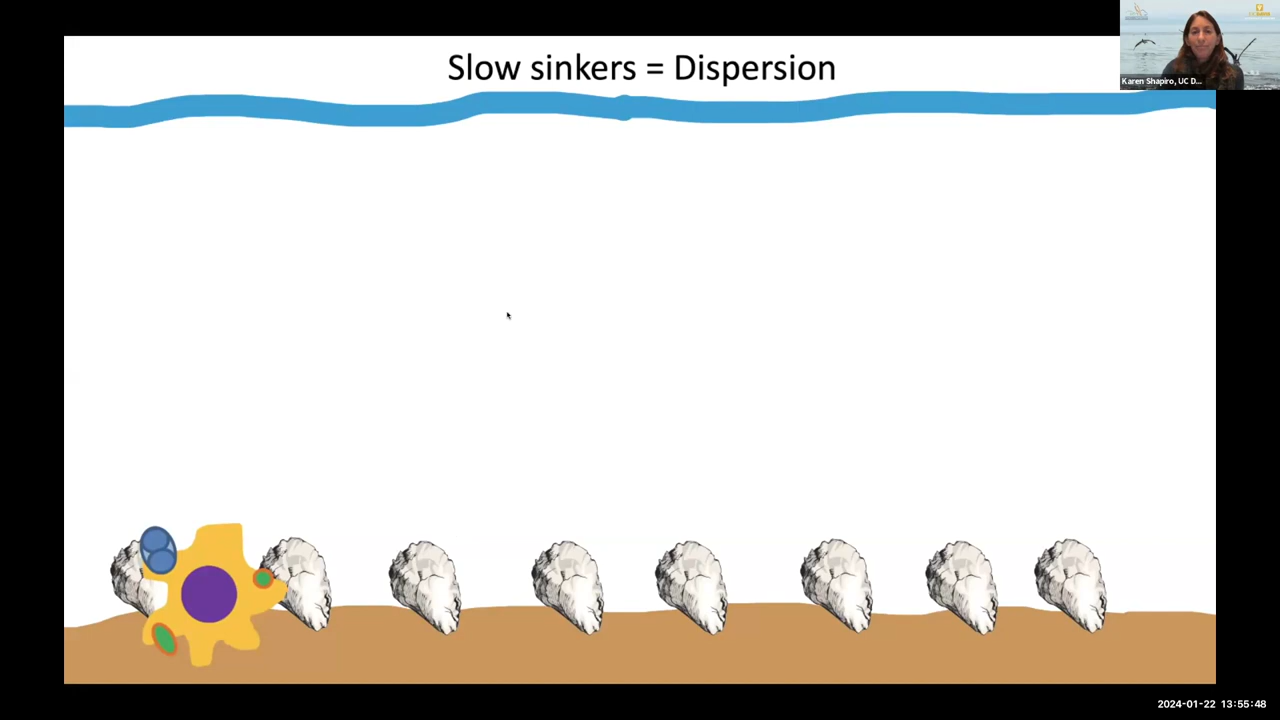 Slow sinkers = Dispersion
Karen Shapiro, UC D...
2024-01-22 13:55:48